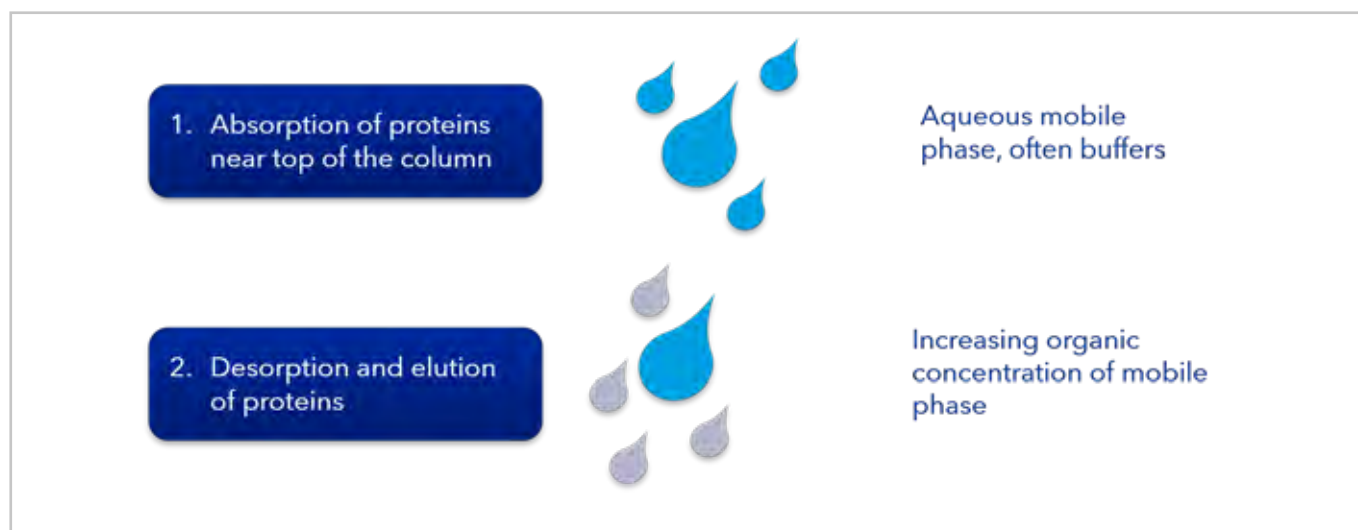 1. Absorption of proteins
near top of the column
Aqueous mobile
phase, often buffers
2. Desorption and elution
of proteins
Increasing organic
concentration of mobile
phase